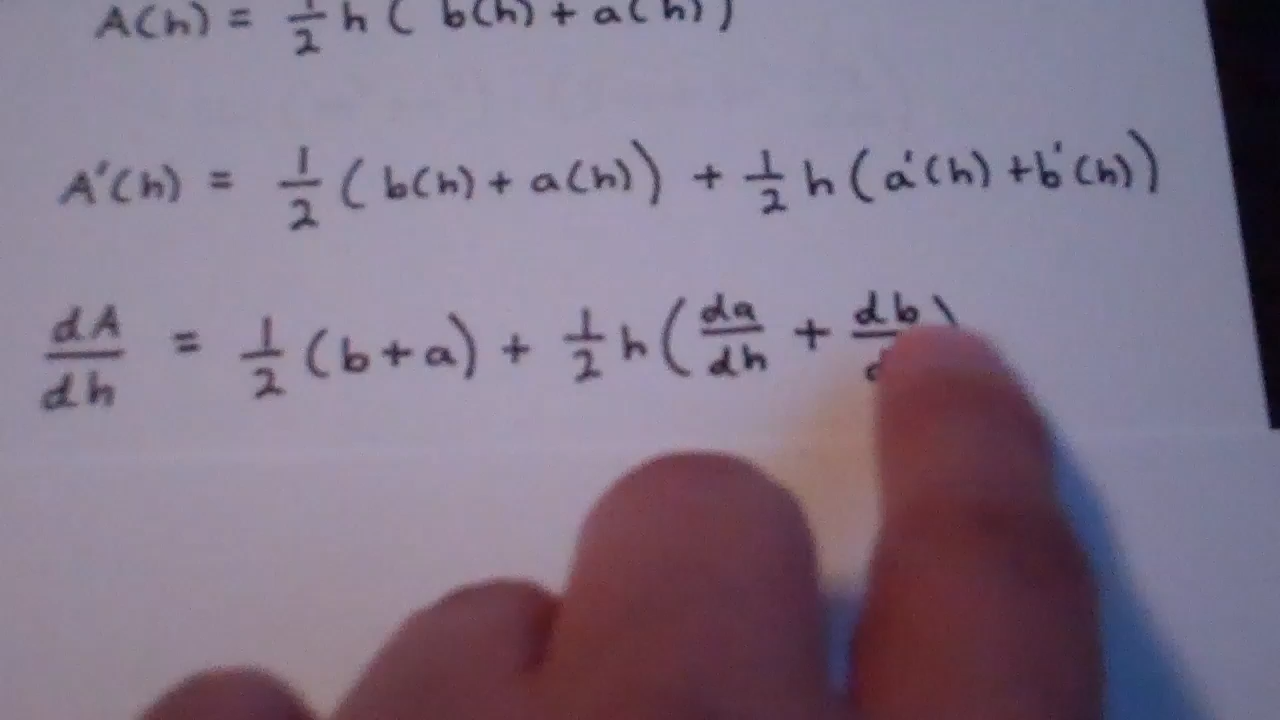 A(h) = 1/2 h ( b(h) + a(h) )
A'(h) = 1/2 ( b(h) + a(h) ) + 1/2 h ( a'(h) + b'(h) )
dA/dh = 1/2 ( b + a ) + 1/2 h ( da/dh + db/d )